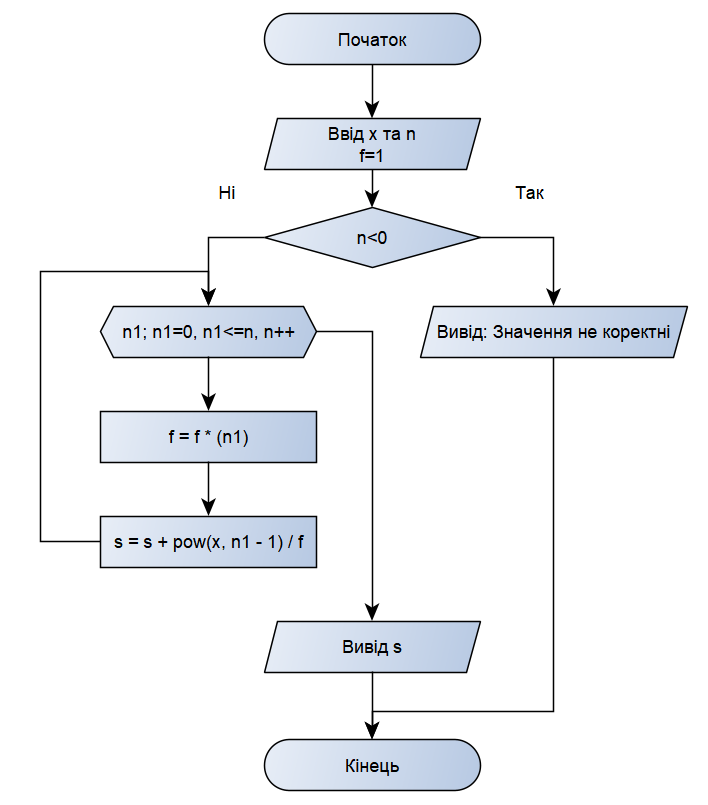 Початок
Ввід x та n
f=1
Ні
Так
n<0
n1; n1=0, n1<=n, n++
Вивід: Значення не коректні
f = f * (n1)
s = s + pow(x, n1 - 1) / f
Вивід s
Кінець